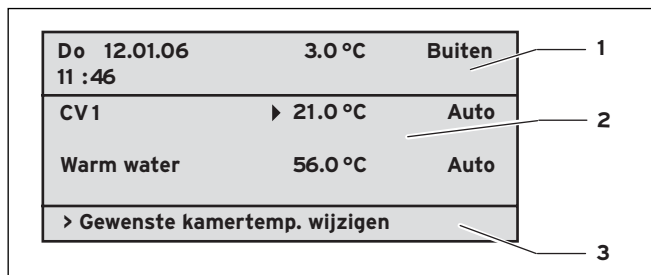 Do 12.01.06 3.0 °C Buiten 1
11 :46
CV1 21.0 °C Auto
2
Warm water 56.0 °C Auto
> Gewenste kamertemp. wijzigen
3